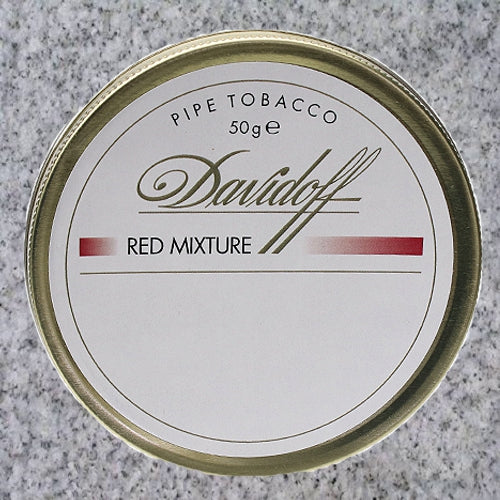 PIPE TOBACCO
50g℮
Davidoff
RED MIXTURE